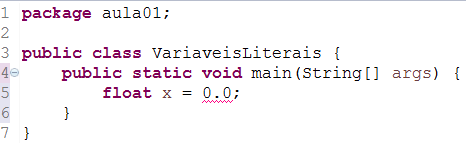 1 package aula01;
2
3 public class VariaveisLiterais {
4     public static void main(String[] args) {
5         float x = 0.0;
6     }
7 }